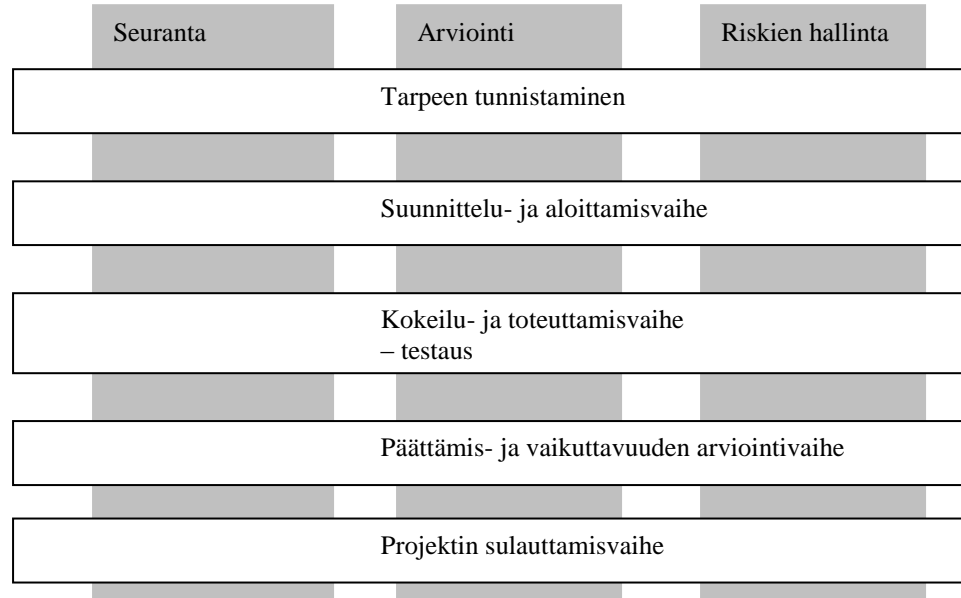 Seuranta
Arviointi
Riskien hallinta
Tarpeen tunnistaminen
Suunnittelu- ja aloittamisvaihe
Kokeilu- ja toteuttamisvaihe
– testaus
Päättämis- ja vaikuttavuuden arviointivaihe
Projektin sulauttamisvaihe